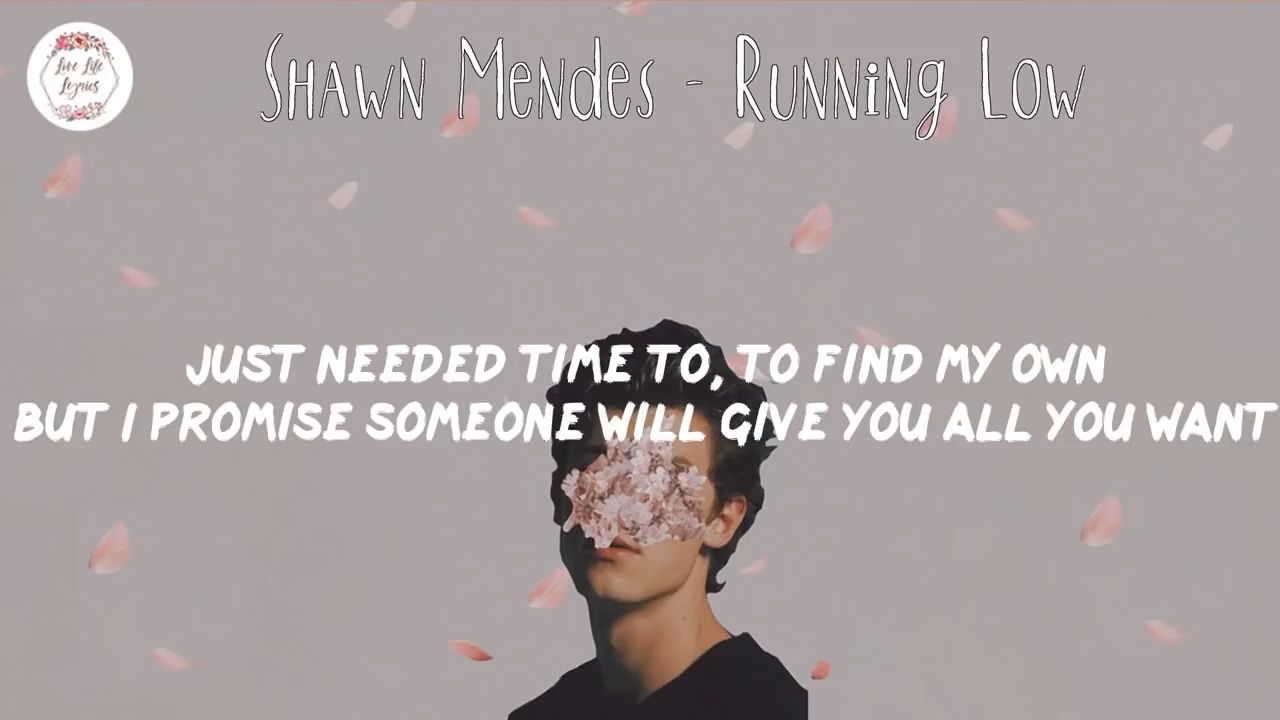 Love Life
Lyrics
SHAWN MENDES - RUNNING LOW
JUST NEEDED TIME TO, TO FIND MY OWN
BUT I PROMISE SOMEONE WILL GIVE YOU ALL YOU WANT